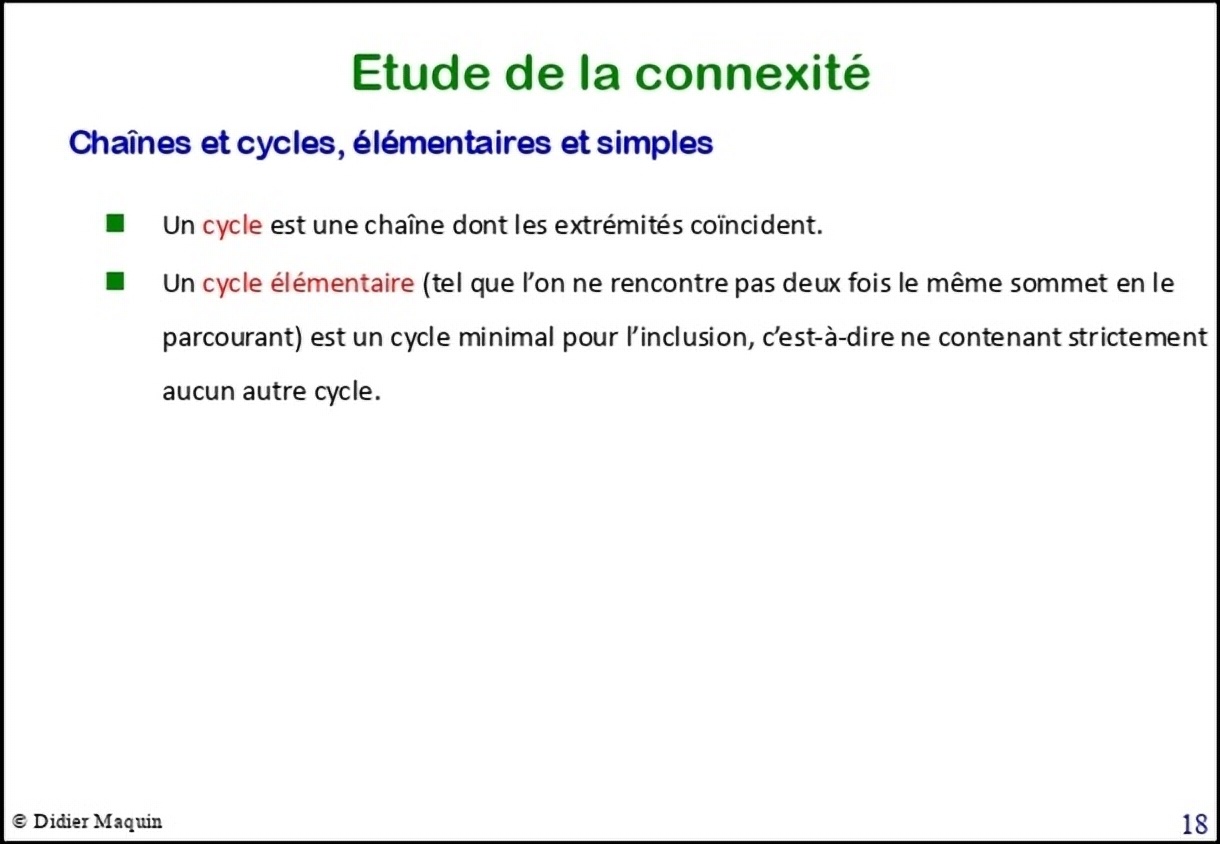 Etude de la connexité
Chaînes et cycles, élémentaires et simples
Un cycle est une chaîne dont les extrémités coïncident.
Un cycle élémentaire (tel que l’on ne rencontre pas deux fois le même sommet en le
parcourant) est un cycle minimal pour l’inclusion, c’est-à-dire ne contenant strictement
aucun autre cycle.
© Didier Maquin
18